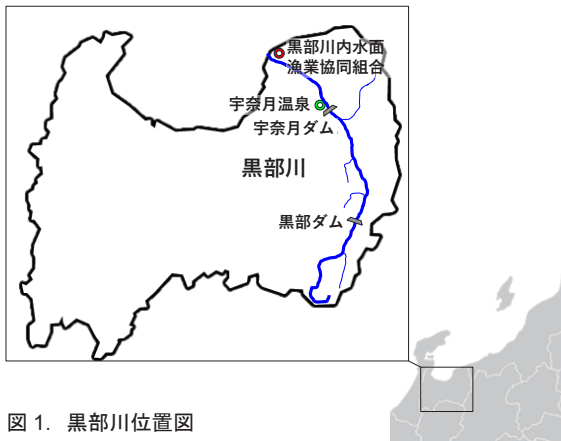 黒部川内水面
漁業協同組合
宇奈月温泉
宇奈月ダム
黒部川
黒部ダム
図 1. 黒部川位置図